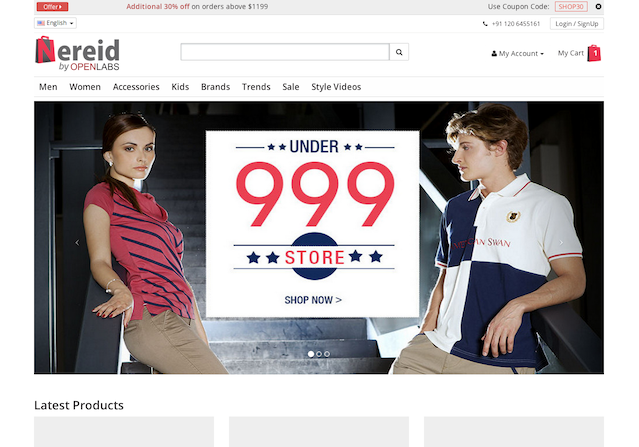 Offer
Additional 30% off on orders above $1199
Use Coupon Code: SHOP30
English
+91 120 6455161
Login / SignUp
Nereid
by OPENLABS
My Account
My Cart 1
Men Women Accessories Kids Brands Trends Sale Style Videos
UNDER
999
STORE
SHOP NOW >
Latest Products